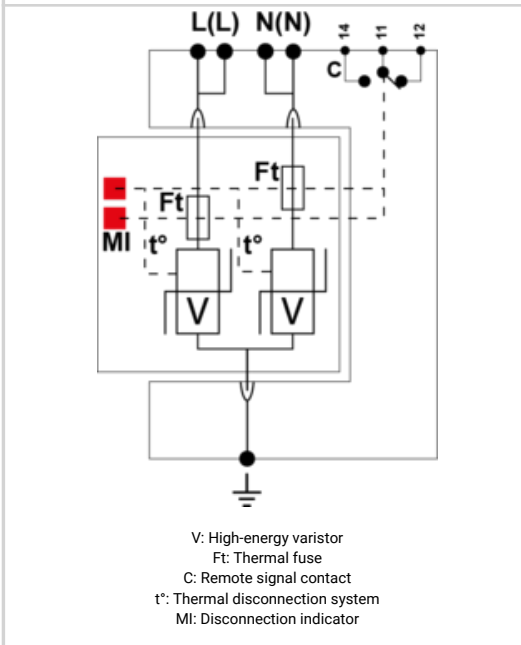 L(L) N(N) 14 11 12
C
Ft
Ft
MI t° t°
V V
V: High-energy varistor
Ft: Thermal fuse
C: Remote signal contact
t°: Thermal disconnection system
MI: Disconnection indicator